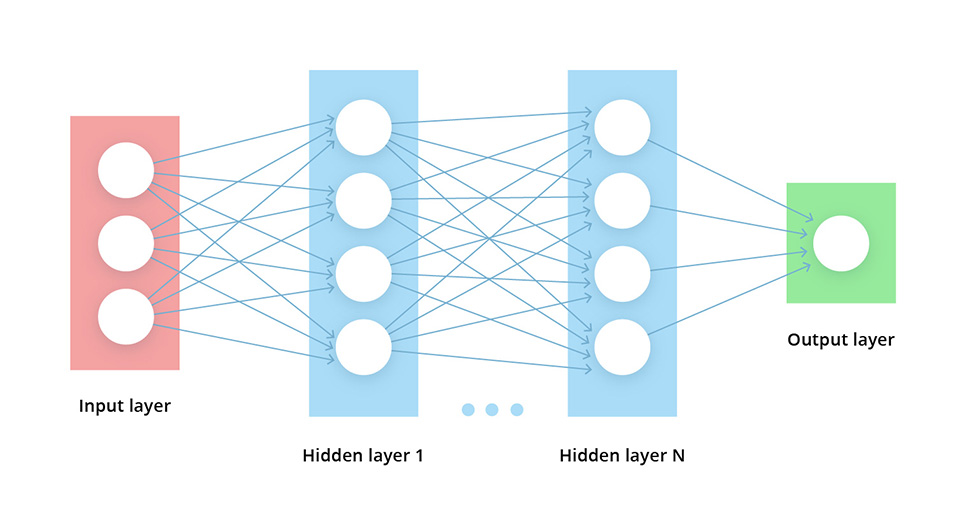 Input layer
Hidden layer 1
Hidden layer N
Output layer